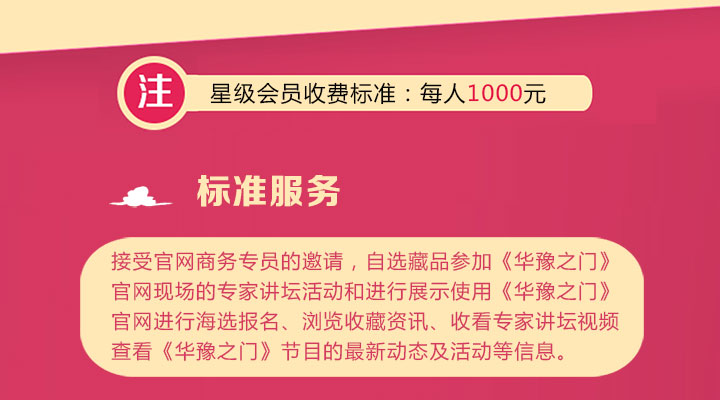 注
星级会员收费标准：每人1000元
标准服务
接受官网商务专员的邀请，自选藏品参加《华豫之门》
官网现场的专家讲坛活动和进行展示使用《华豫之门》
官网进行海选报名、浏览收藏资讯、收看专家讲坛视频
查看《华豫之门》节目的最新动态及活动等信息。